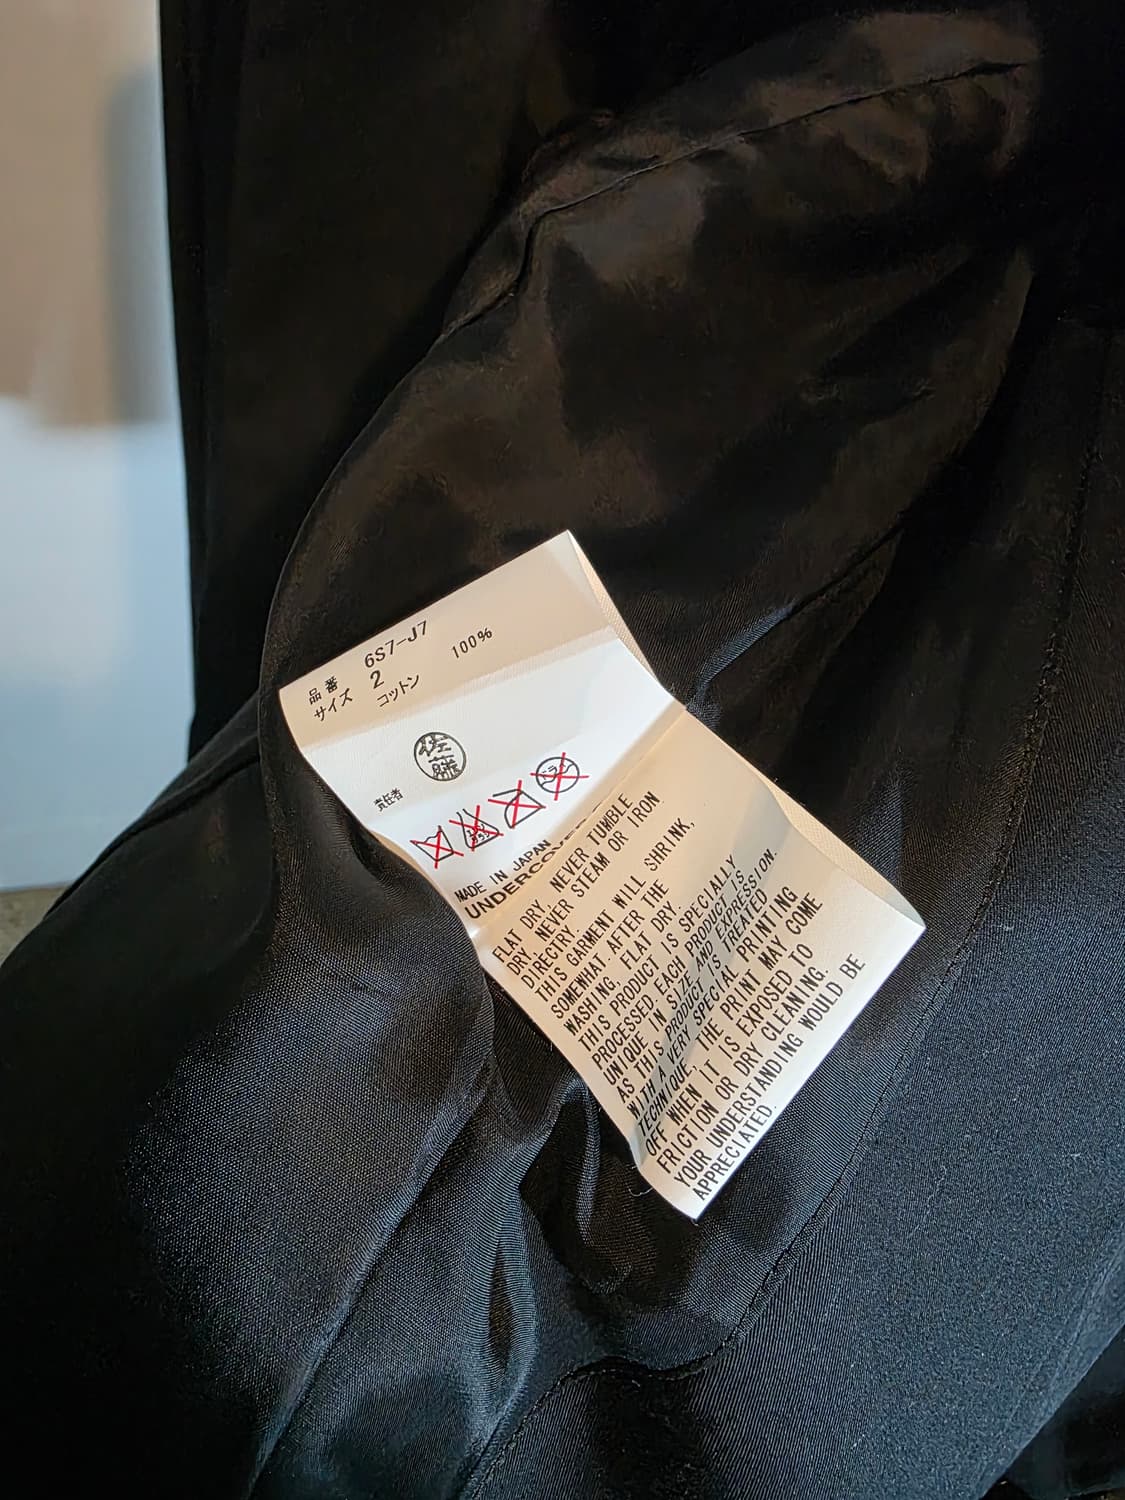 品番 6S7-J7
サイズ 2
コットン 100%
責任者 佐藤
MADE IN JAPAN
UNDERCOVER
FLAT DRY, NEVER TUMBLE
DRY, NEVER STEAM OR IRON
DIRECTRY.
THIS GARMENT WILL SHRINK,
SOMEWHAT. AFTER THE
WASHING, FLAT DRY
THIS PRODUCT IS SPECIALLY
PROCESSED. EACH PRODUCT IS
UNIQUE IN SIZE AND EXPRESSION.
AS THIS PRODUCT IS TREATED
WITH A VERY SPECIAL PRINTING
TECHNIQUE, THE PRINT MAY COME
OFF WHEN IT IS EXPOSED TO
FRICTION OR DRY CLEANING.
YOUR UNDERSTANDING WOULD BE
APPRECIATED.